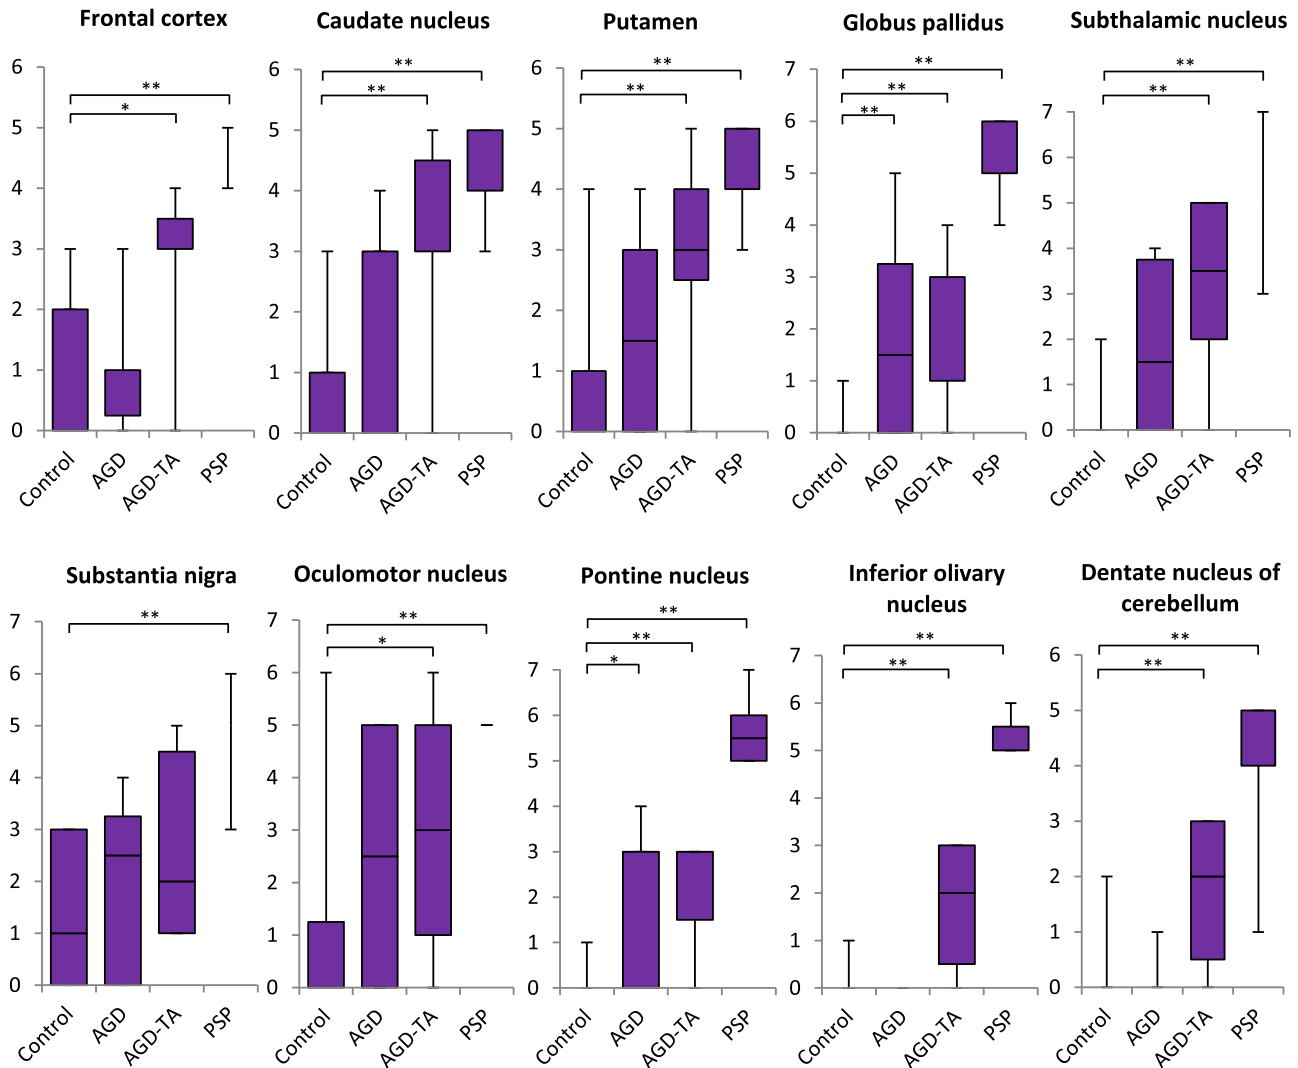 Frontal cortex
6
5
4
3
2
1
0
**
*
Control
AGD
AGD-TA
PSP
Caudate nucleus
6
5
4
3
2
1
0
**
**
Control
AGD
AGD-TA
PSP
Putamen
6
5
4
3
2
1
0
**
**
Control
AGD
AGD-TA
PSP
Globus pallidus
7
6
5
4
3
2
1
0
**
**
**
Control
AGD
AGD-TA
PSP
Subthalamic nucleus
**
**
7
6
5
4
3
2
1
0
Control
AGD
AGD-TA
PSP
Substantia nigra
7
6
5
4
3
2
1
0
**
Control
AGD
AGD-TA
PSP
Oculomotor nucleus
7
6
5
4
3
2
1
0
**
*
Control
AGD
AGD-TA
PSP
Pontine nucleus
**
**
*
7
6
5
4
3
2
1
0
Control
AGD
AGD-TA
PSP
Inferior olivary
nucleus
**
**
7
6
5
4
3
2
1
0
Control
AGD
AGD-TA
PSP
Dentate nucleus of
cerebellum
**
**
6
5
4
3
2
1
0
Control
AGD
AGD-TA
PSP